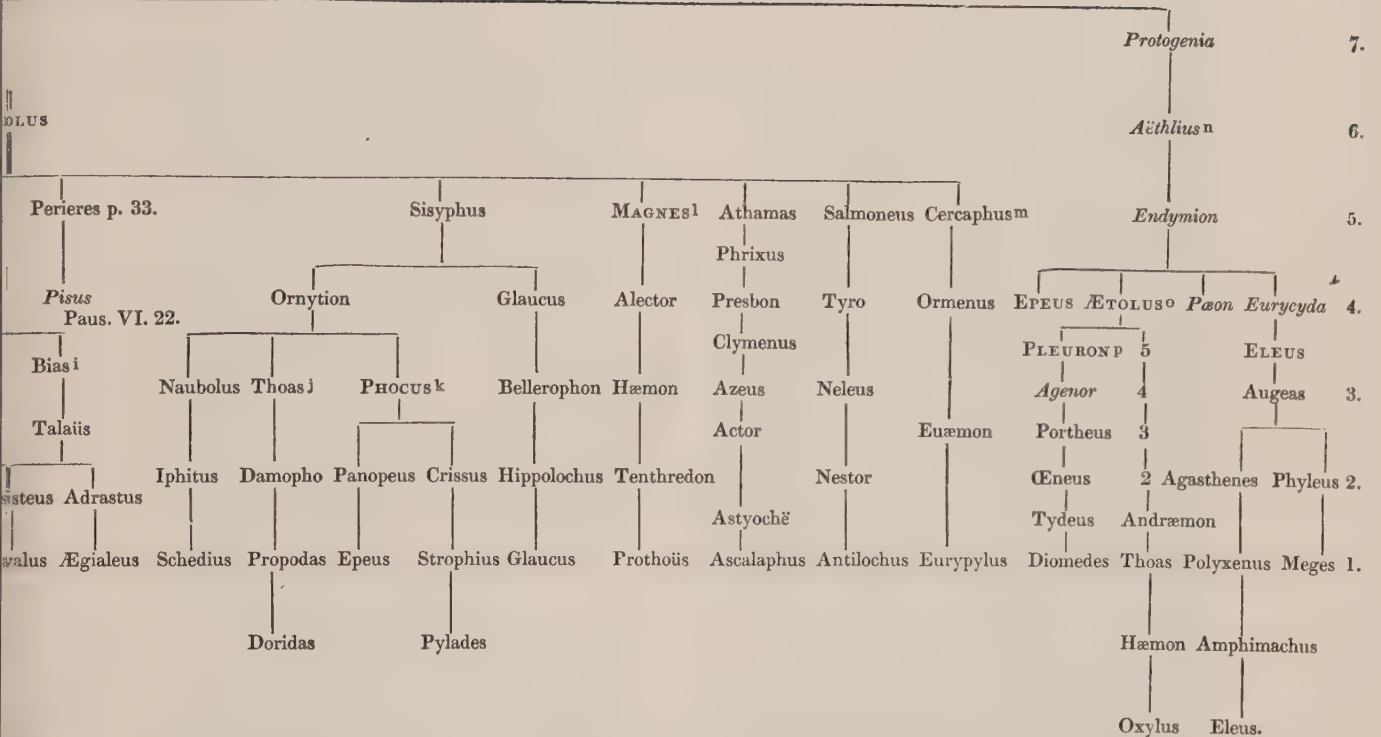 Protogenia 7.
OLUS
Aëthlius n 6.
Perieres p. 33. Sisyphus MAGNES l Athamas Salmoneus Cercaphus m Endymion 5.
Phrixus
Pisus Ornytion Glaucus Alector Presbon Tyro Ormenus EPEUS ÆTOLUS o Pæon Eurycyda 4.
Paus. VI. 22.
Clymenus PLEURON p 5 ELEUS
Bias i Naubolus Thoas j PHOCUS k Bellerophon Hæmon Azeus Neleus Agenor 4 Augeas 3.
Talaüs Actor Euæmon Portheus 3
Iphitus Damopho Panopeus Crissus Hippolochus Tenthredon Nestor Œneus 2 Agasthenes Phyleus 2.
isteus Adrastus
Astyochë Tydeus Andræmon
yalus Ægialeus Schedius Propodas Epeus Strophius Glaucus Prothoüs Ascalaphus Antilochus Eurypylus Diomedes Thoas Polyxenus Meges 1.
Doridas Pylades Hæmon Amphimachus
Oxylus Eleus.